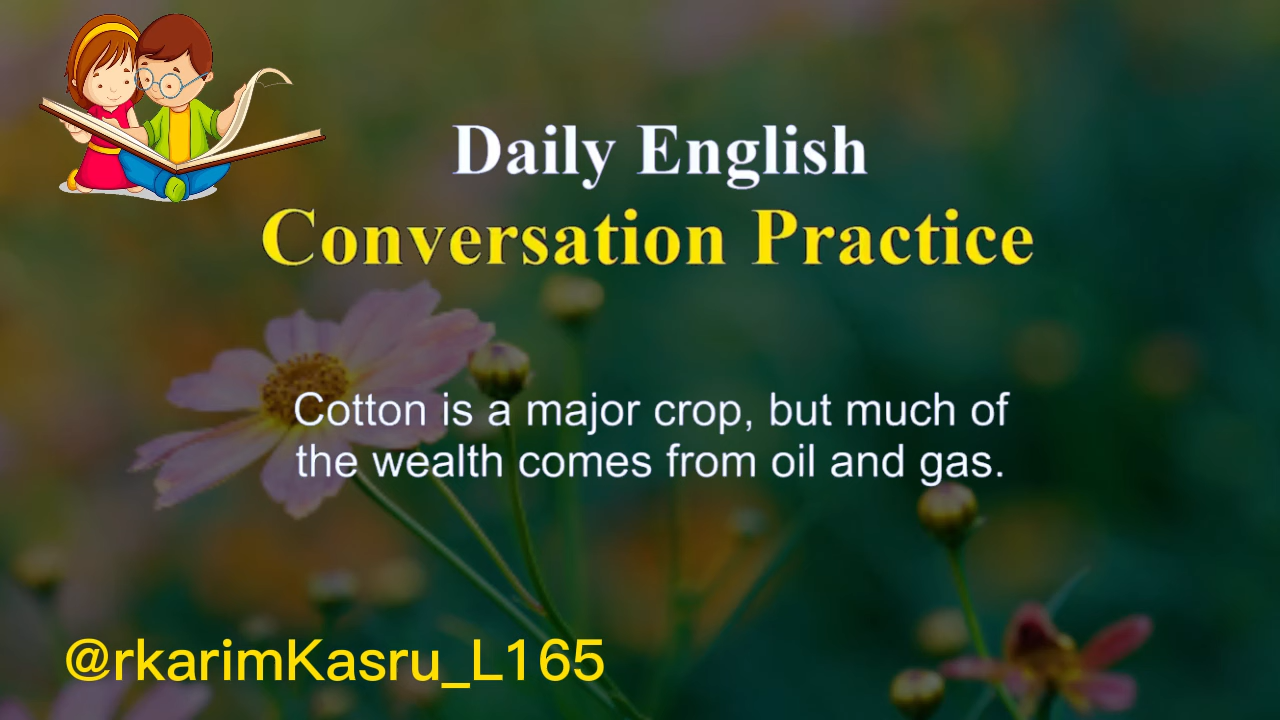 Daily English
Conversation Practice
Cotton is a major crop, but much of
the wealth comes from oil and gas.
@rkarimKasru_L165